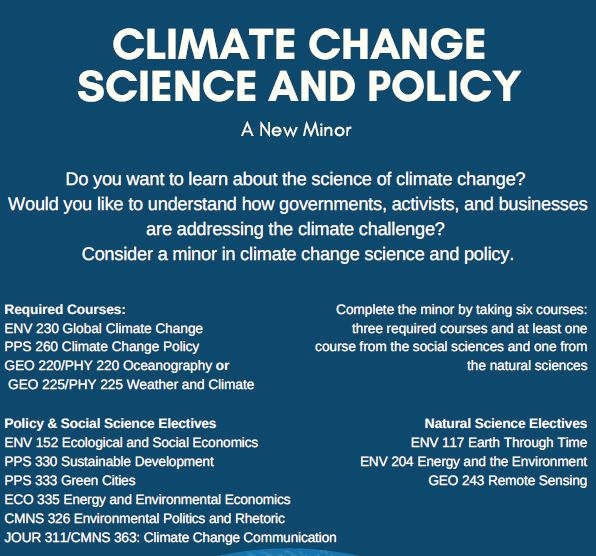 CLIMATE CHANGE
SCIENCE AND POLICY
A New Minor
Do you want to learn about the science of climate change?
Would you like to understand how governments, activists, and businesses
are addressing the climate challenge?
Consider a minor in climate change science and policy.
Required Courses:
ENV 230 Global Climate Change
PPS 260 Climate Change Policy
GEO 220/PHY 220 Oceanography or
GEO 225/PHY 225 Weather and Climate
Complete the minor by taking six courses:
three required courses and at least one
course from the social sciences and one from
the natural sciences
Policy & Social Science Electives
ENV 152 Ecological and Social Economics
PPS 330 Sustainable Development
PPS 333 Green Cities
ECO 335 Energy and Environmental Economics
CMNS 326 Environmental Politics and Rhetoric
JOUR 311/CMNS 363: Climate Change Communication
Natural Science Electives
ENV 117 Earth Through Time
ENV 204 Energy and the Environment
GEO 243 Remote Sensing